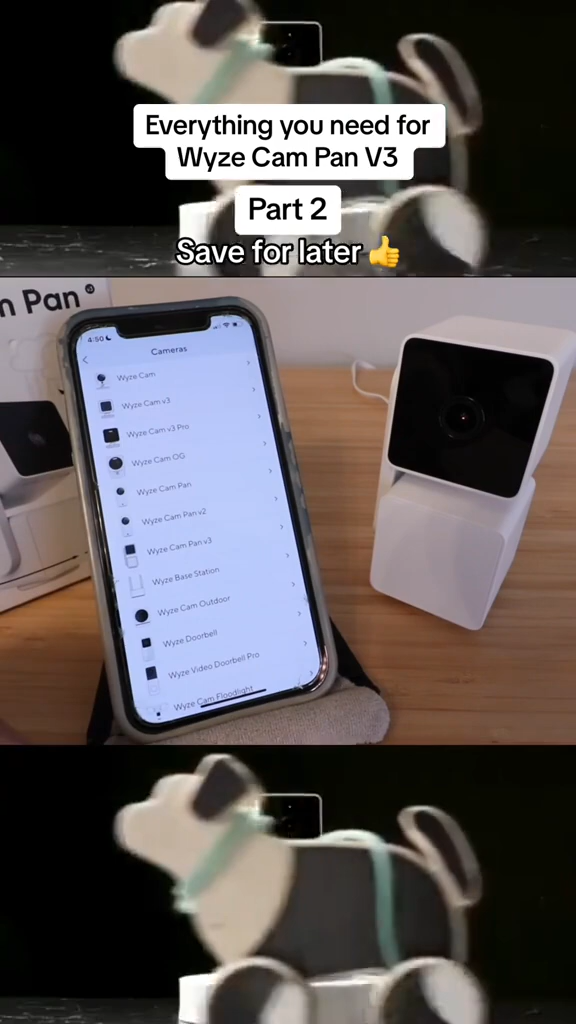 Everything you need for
Wyze Cam Pan V3
Part 2
Save for later 👍
m Pan v3
4:50
Cameras
Wyze Cam
Wyze Cam v3
Wyze Cam v3 Pro
Wyze Cam OG
Wyze Cam Pan
Wyze Cam Pan v2
Wyze Cam Pan v3
Wyze Base Station
Wyze Cam Outdoor
Wyze Doorbell
Wyze Video Doorbell Pro
Wyze Cam Floodlight